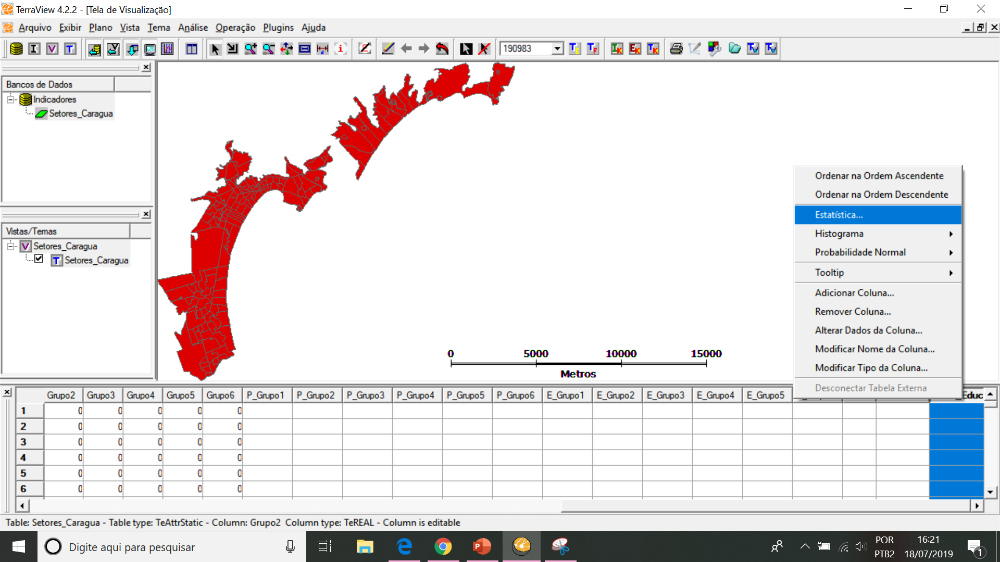 TerraView 4.2.2 - [Tela de Visualização]
Arquivo Exibir Plano Vista Tema Análise Operação Plugins Ajuda
190983
Bancos de Dados
Indicadores
Setores_Caragua
Vistas/Temas
Setores_Caragua
Setores_Caragua
0 5000 10000 15000
Metros
Ordenar na Ordem Ascendente
Ordenar na Ordem Descendente
Estatística...
Histograma
Probabilidade Normal
Tooltip
Adicionar Coluna...
Remover Coluna...
Alterar Dados da Coluna...
Modificar Nome da Coluna...
Modificar Tipo da Coluna...
Desconectar Tabela Externa
Grupo2 Grupo3 Grupo4 Grupo5 Grupo6 P_Grupo1 P_Grupo2 P_Grupo3 P_Grupo4 P_Grupo5 P_Grupo6 E_Grupo1 E_Grupo2 E_Grupo3 E_Grupo4 E_Grupo5 _Educ
1 0 0 0 0 0
2 0 0 0 0 0
3 0 0 0 0 0
4 0 0 0 0 0
5 0 0 0 0 0
6 0 0 0 0 0
Table: Setores_Caragua - Table type: TeAttrStatic - Column: Grupo2 Column type: TeREAL - Column is editable
Digite aqui para pesquisar
POR
PTB2
16:21
18/07/2019
1